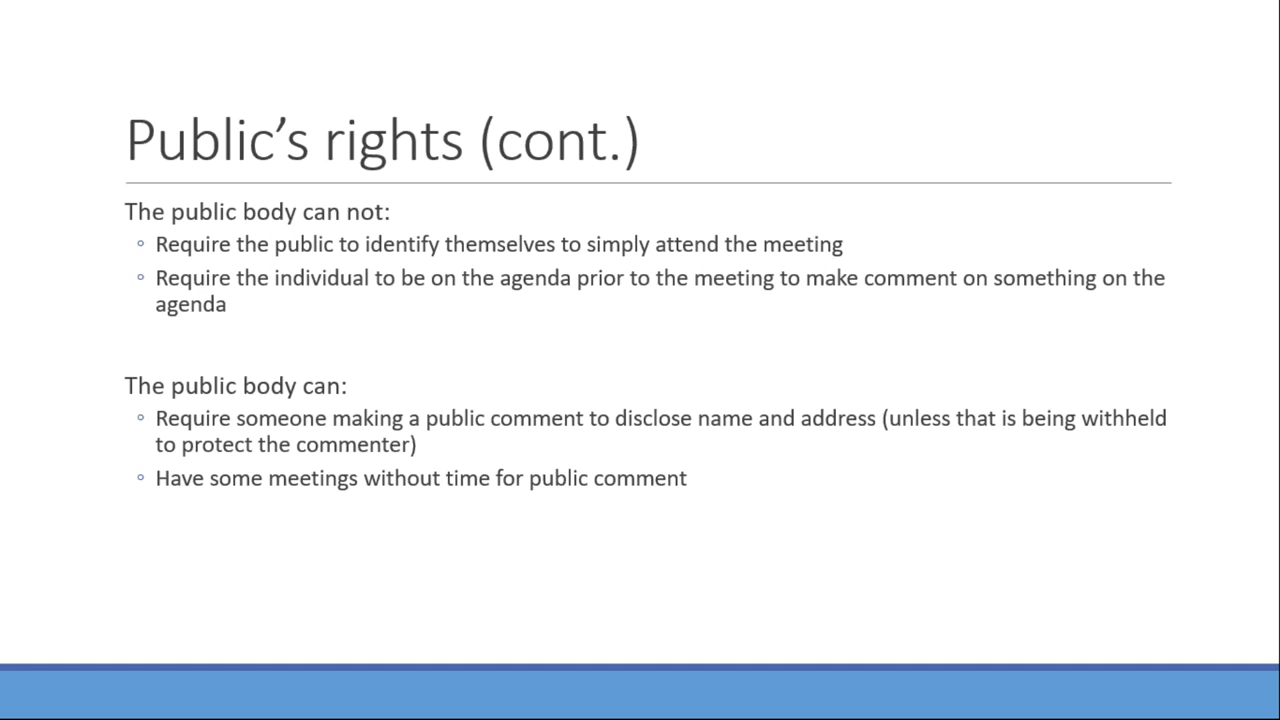 Public’s rights (cont.)
The public body can not:
◦ Require the public to identify themselves to simply attend the meeting
◦ Require the individual to be on the agenda prior to the meeting to make comment on something on the
agenda
The public body can:
◦ Require someone making a public comment to disclose name and address (unless that is being withheld
to protect the commenter)
◦ Have some meetings without time for public comment